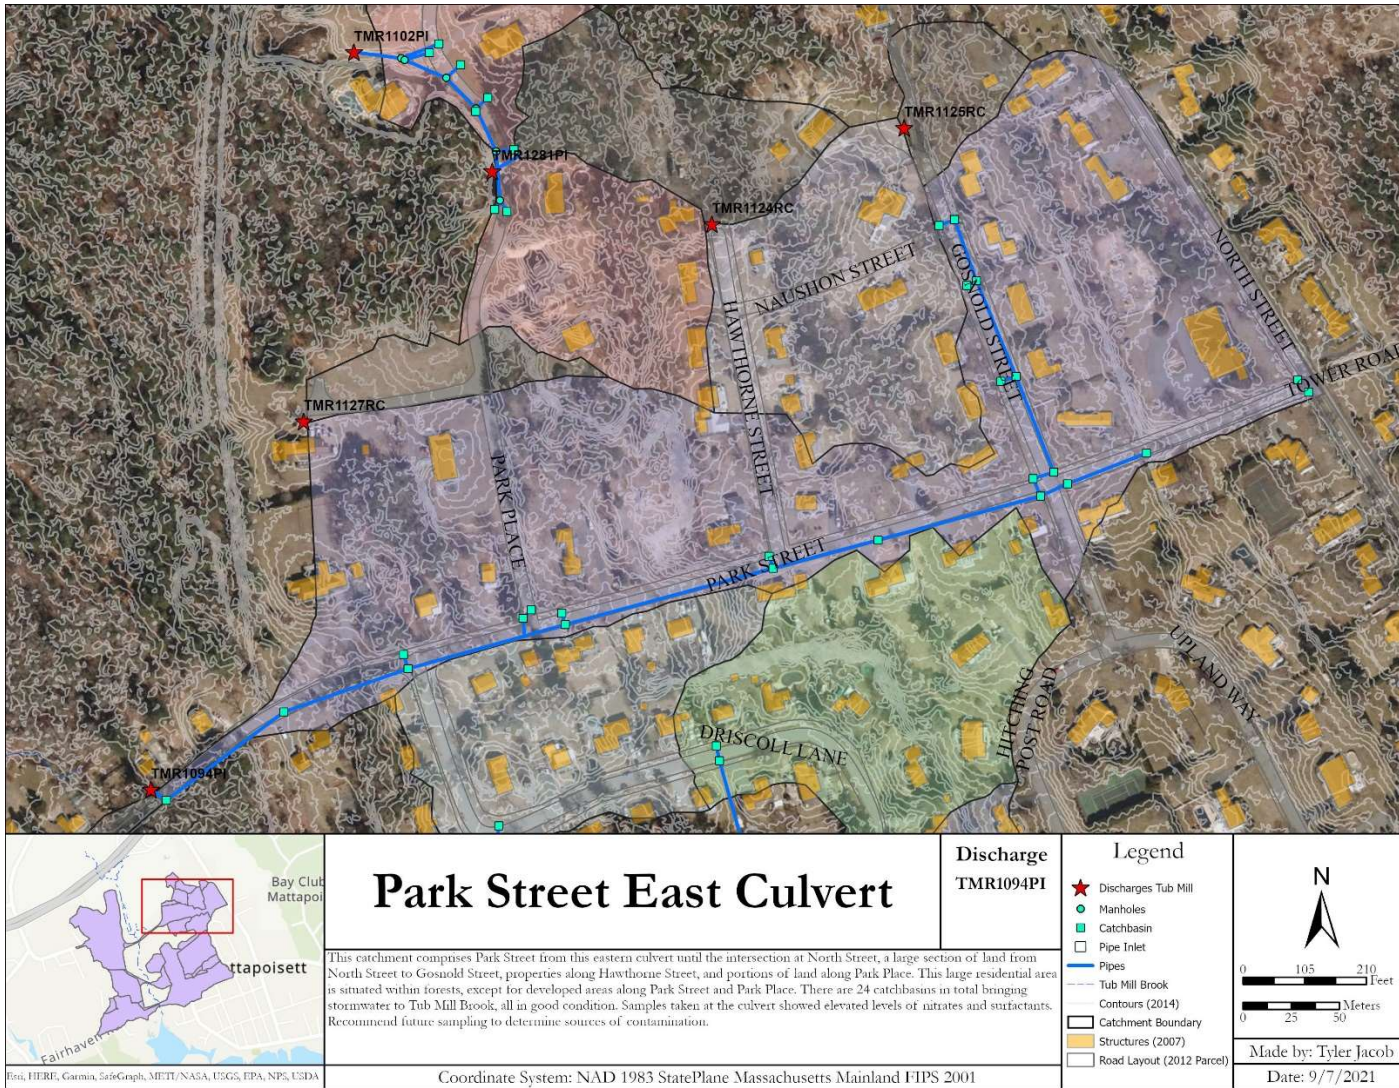 TMR1102PI
TMR1125RC
TMR1281PI
TMR1124RC
NAUSHON STREET
GOSNOLD STREET
NORTH STREET
HAWTHORNE STREET
TOWER ROAD
TMR1127RC
PARK PLACE
PARK STREET
UPLAND WAY
HITCHING
POST ROAD
DRISCOLL LANE
TMR1094PI
Bay Club
Mattapoi
ttapoisett
Fairhaven
Esri, HERE, Garmin, SafeGraph, METI/NASA, USGS, EPA, NPS, USDA
Park Street East Culvert
Discharge
TMR1094PI
This catchment comprises Park Street from this eastern culvert until the intersection at North Street, a large section of land from
North Street to Gosnold Street, properties along Hawthorne Street, and portions of land along Park Place. This large residential area
is situated within forests, except for developed areas along Park Street and Park Place. There are 24 catchbasins in total bringing
stormwater to Tub Mill Brook, all in good condition. Samples taken at the culvert showed elevated levels of nitrates and surfactants.
Recommend future sampling to determine sources of contamination.
Coordinate System: NAD 1983 StatePlane Massachusetts Mainland FIPS 2001
Legend
Discharges Tub Mill
Manholes
Catchbasin
Pipe Inlet
Pipes
Tub Mill Brook
Contours (2014)
Catchment Boundary
Structures (2007)
Road Layout (2012 Parcel)
N
0 105 210
Feet
Meters
0 25 50
Made by: Tyler Jacob
Date: 9/7/2021